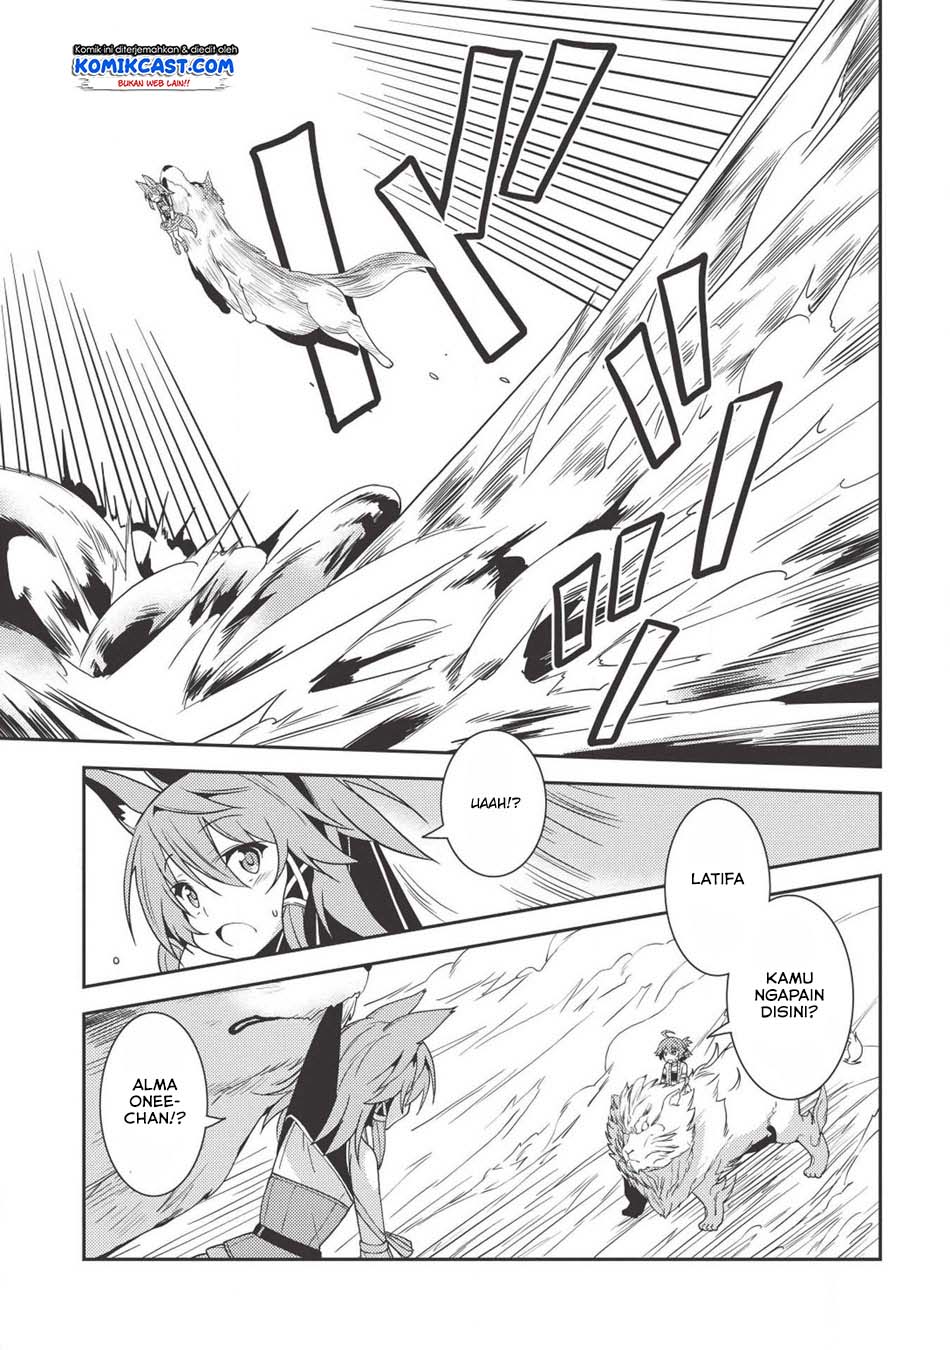 Komik ini diterjemahkan & diedit oleh
KOMIKCAST.COM
BUKAN WEB LAIN!!
UAAH!?
LATIFA
KAMU
NGAPAIN
DISINI?
ALMA
ONEE-
CHAN!?